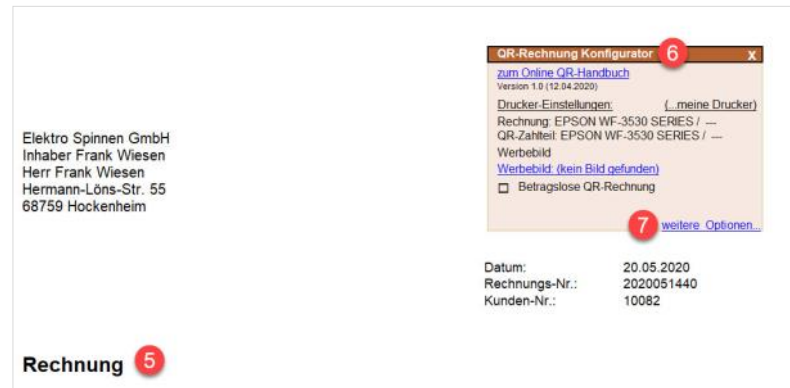 QR-Rechnung Konfigurator 6 X
zum Online QR-Handbuch
Version 1.0 (12.04.2020)
Drucker-Einstellungen: (...meine Drucker)
Rechnung: EPSON WF-3530 SERIES / ---
QR-Zahlteil: EPSON WF-3530 SERIES / ---
Werbebild
Werbebild: (kein Bild gefunden)
Betragslose QR-Rechnung
7 weitere Optionen...
Elektro Spinnen GmbH
Inhaber Frank Wiesen
Herr Frank Wiesen
Hermann-Löns-Str. 55
68759 Hockenheim
Datum: 20.05.2020
Rechnungs-Nr.: 2020051440
Kunden-Nr.: 10082
Rechnung 5